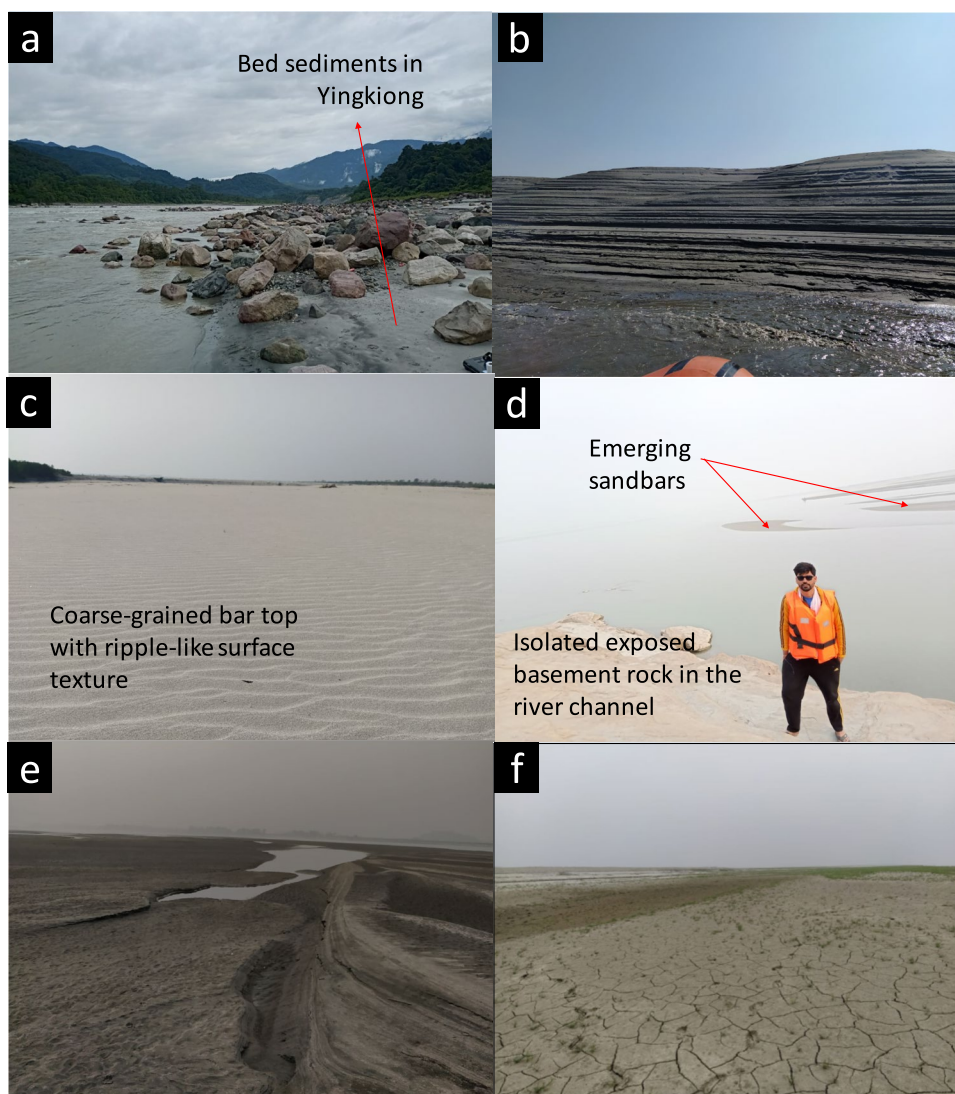 a
Bed sediments in
Yingkiong
b
c
Coarse-grained bar top
with ripple-like surface
texture
d
Emerging
sandbars
Isolated exposed
basement rock in the
river channel
e
f